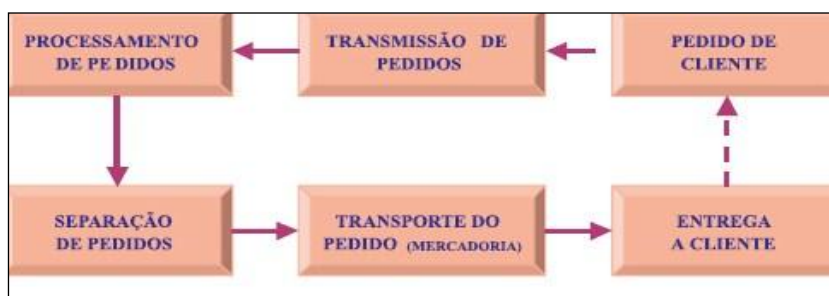 PROCESSAMENTO
DE PE DIDOS
TRANSMISSÃO DE
PEDIDOS
PEDIDO DE
CLIENTE
SEPARAÇÃO
DE PEDIDOS
TRANSPORTE DO
PEDIDO (MERCADORIA)
ENTREGA
A CLIENTE